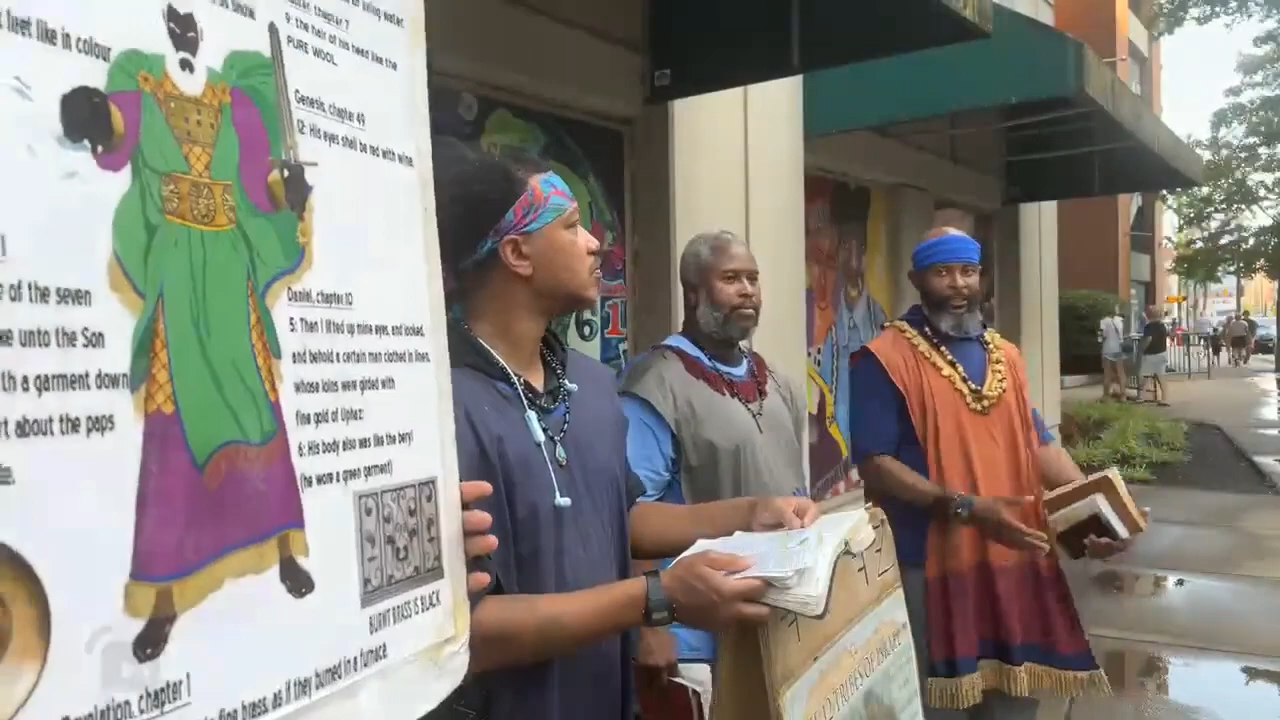 feet like in colour
chapter 7
9: the hair of his head like the
PURE WOOL.
Genesis, chapter 49
12: His eyes shall be red with wine,
of the seven
unto the Son
a garment down
about the paps
Daniel, chapter 10
5: Then I lifted up mine eyes, and looked,
and behold a certain man clothed in linen,
whose loins were girded with
fine gold of Uphaz:
6: His body also was like the beryl
(he wore a green garment)
BURNT BRASS IS BLACK
chapter 1
fine brass, as if they burned in a furnace.
12 TRIBES OF ISRAEL